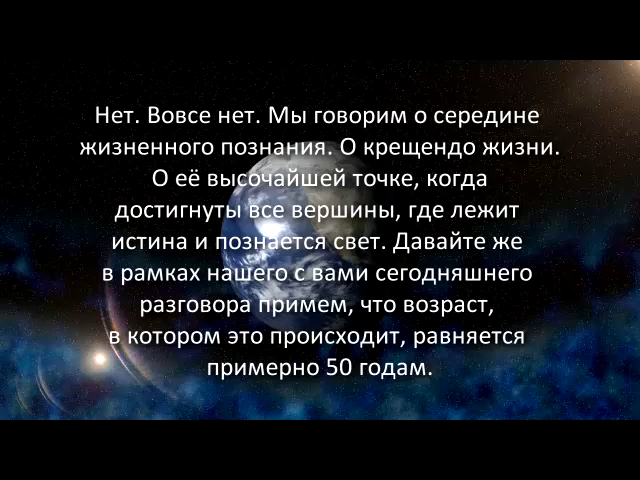 Нет. Вовсе нет. Мы говорим о середине
жизненного познания. О крещендо жизни.
О её высочайшей точке, когда
достигнуты все вершины, где лежит
истина и познается свет. Давайте же
в рамках нашего с вами сегодняшнего
разговора примем, что возраст,
в котором это происходит, равняется
примерно 50 годам.